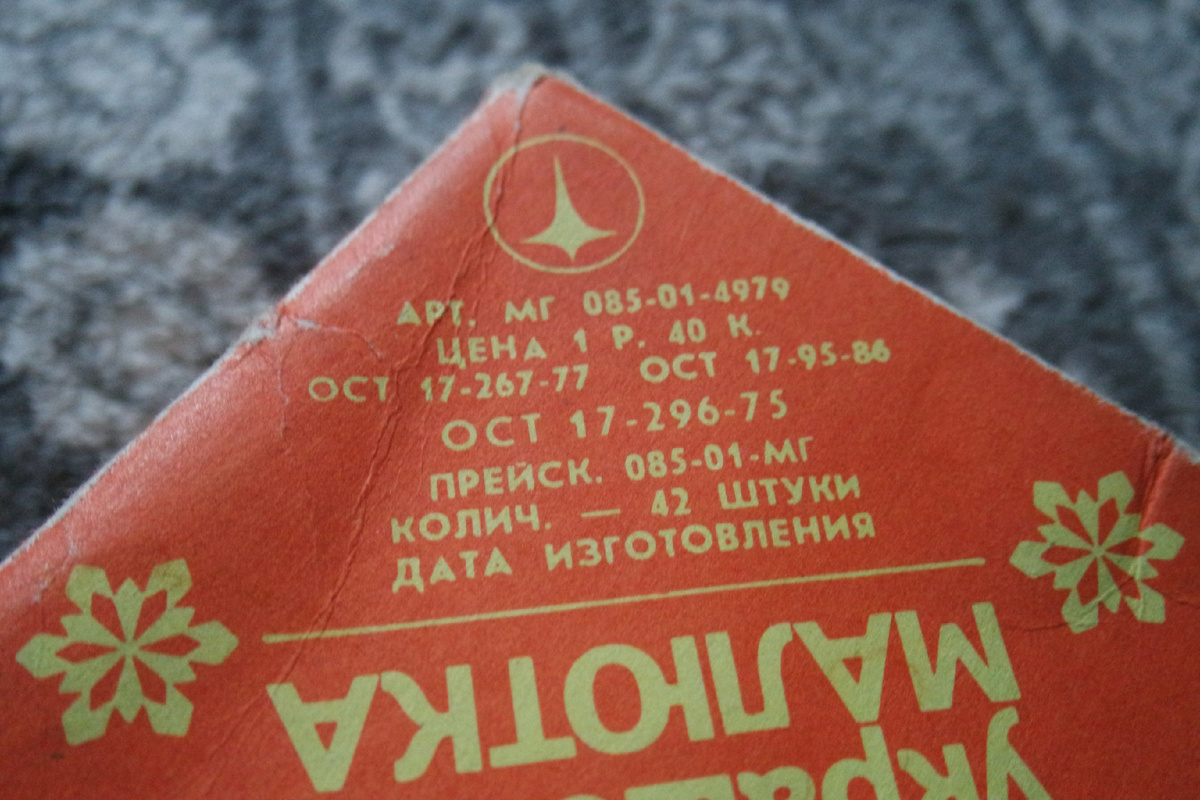 АРТ. МГ 085-01-4979
ЦЕНА 1 Р. 40 К.
ОСТ 17-267-77 ОСТ 17-95-86
ОСТ 17-296-75
ПРЕЙСК. 085-01-МГ
КОЛИЧ. — 42 ШТУКИ
ДАТА ИЗГОТОВЛЕНИЯ
МАЛЮТКА